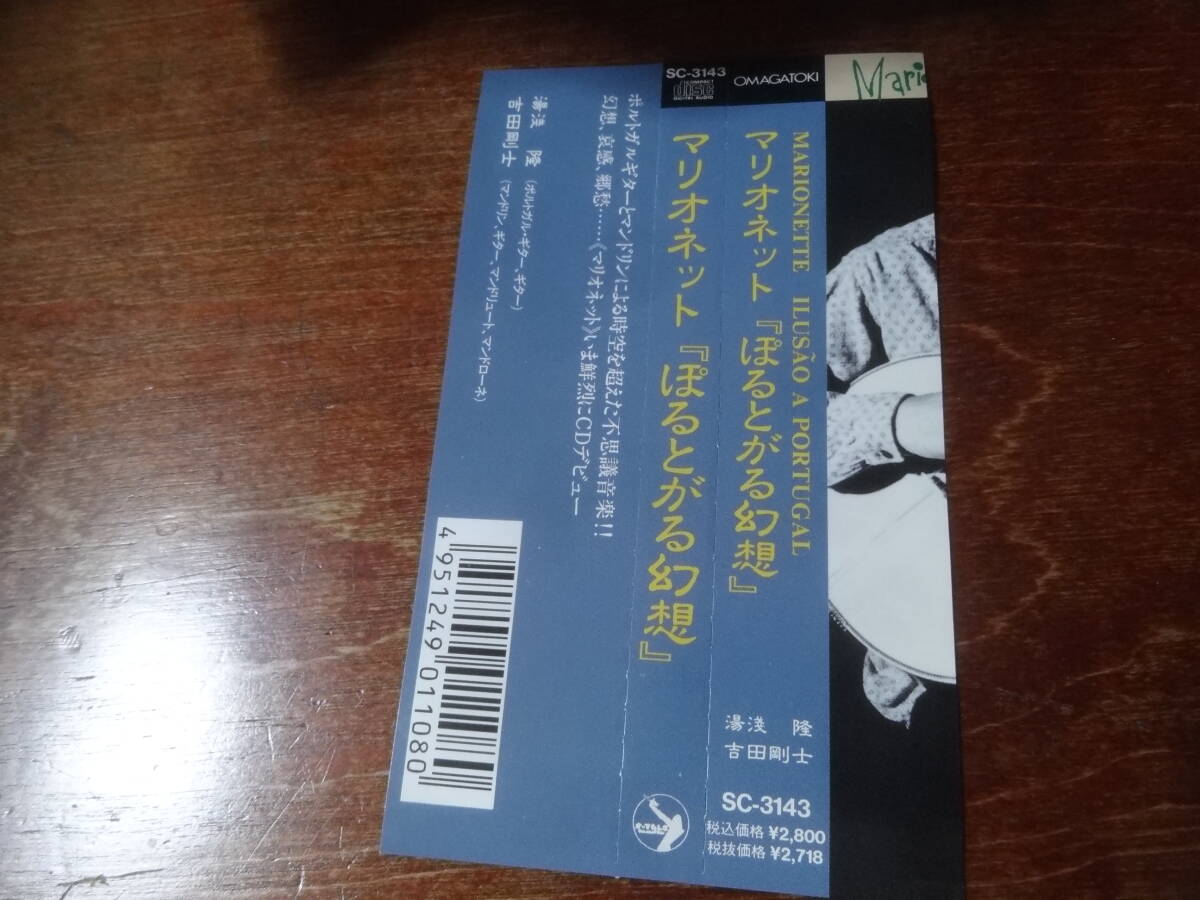 Mario
OMAGATOKI
MARIONETTE ILUSÃO A PORTUGAL
マリオネット『ぽるとがる幻想』
湯淺 隆
吉田剛士
SC-3143
税込価格 ¥2,800
税抜価格 ¥2,718
SC-3143
COMPACT
disc
DIGITAL AUDIO
マリオネット『ぽるとがる幻想』
ポルトガルギターとマンドリンによる時空を超えた不思議音楽!!
幻想、哀感、郷愁……《マリオネット》いま鮮烈にCDデビュー
湯淺 隆 (ポルトガル・ギター、ギター)
吉田剛士 (マンドリン、ギター、マンドリュート、マンドローネ)
4951249011080